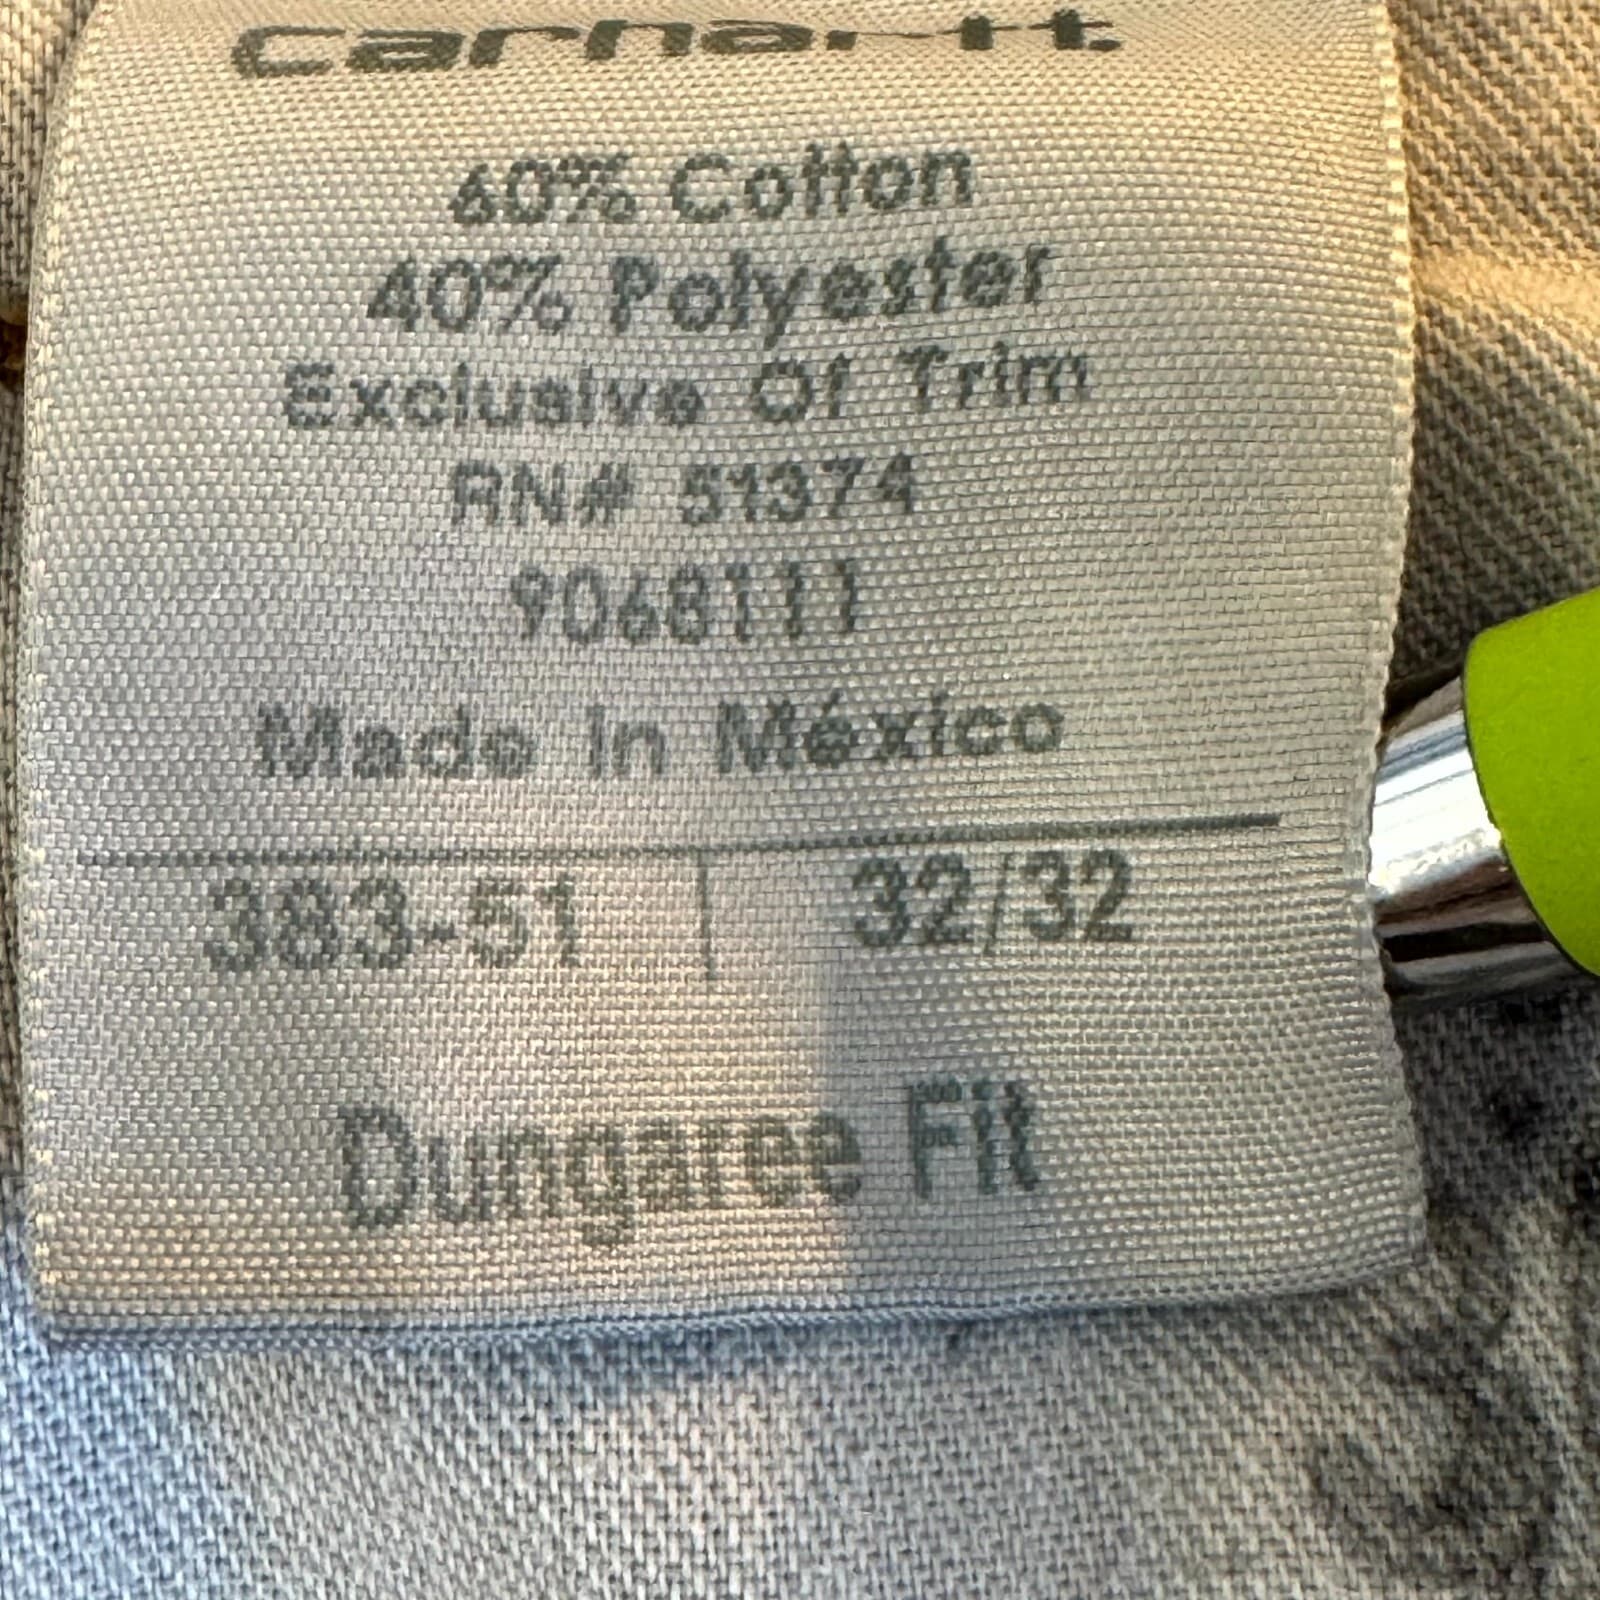 carhartt.
60% Cotton
40% Polyester
Exclusive Of Trim
RN# 51374
9068111
Made in México
383-51 | 32/32
Dungaree Fit